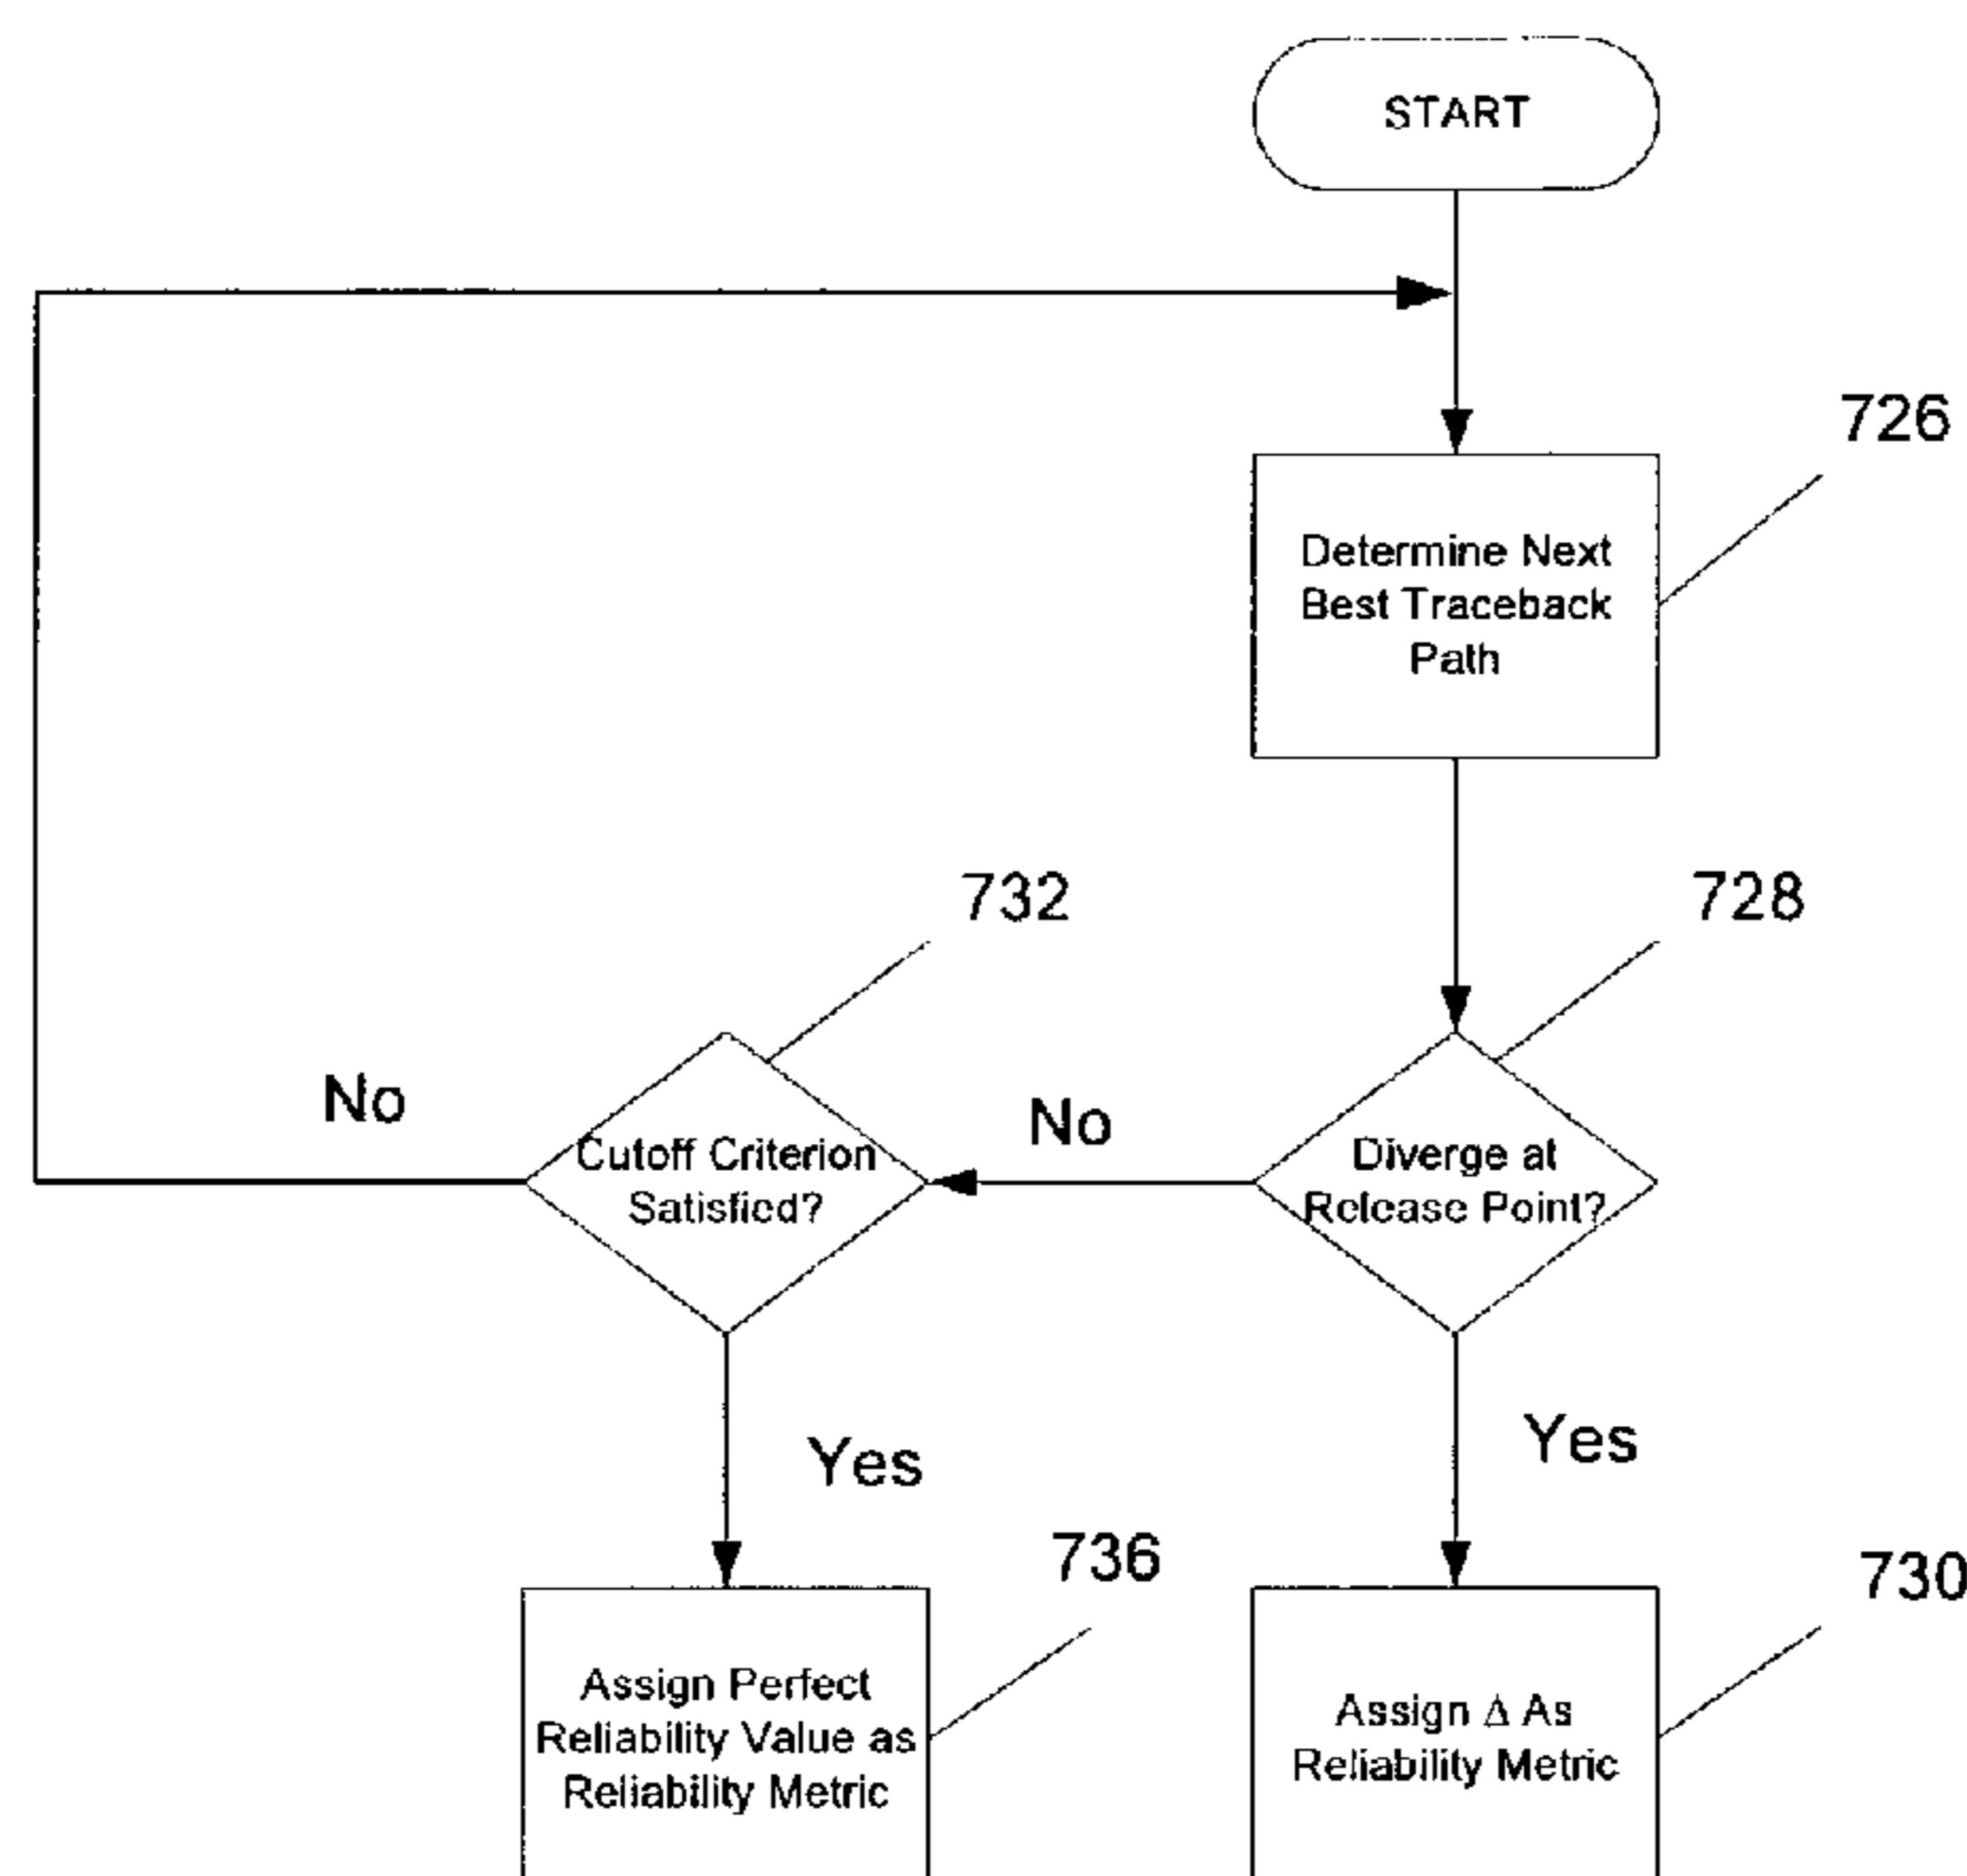 START
726
Determine Next
Best Traceback
Path
732
728
No
No
Cutoff Criterion
Satisfied?
Diverge at
Release Point?
Yes
Yes
736
730
Assign Perfect
Reliability Value as
Reliability Metric
Assign Δ As
Reliability Metric